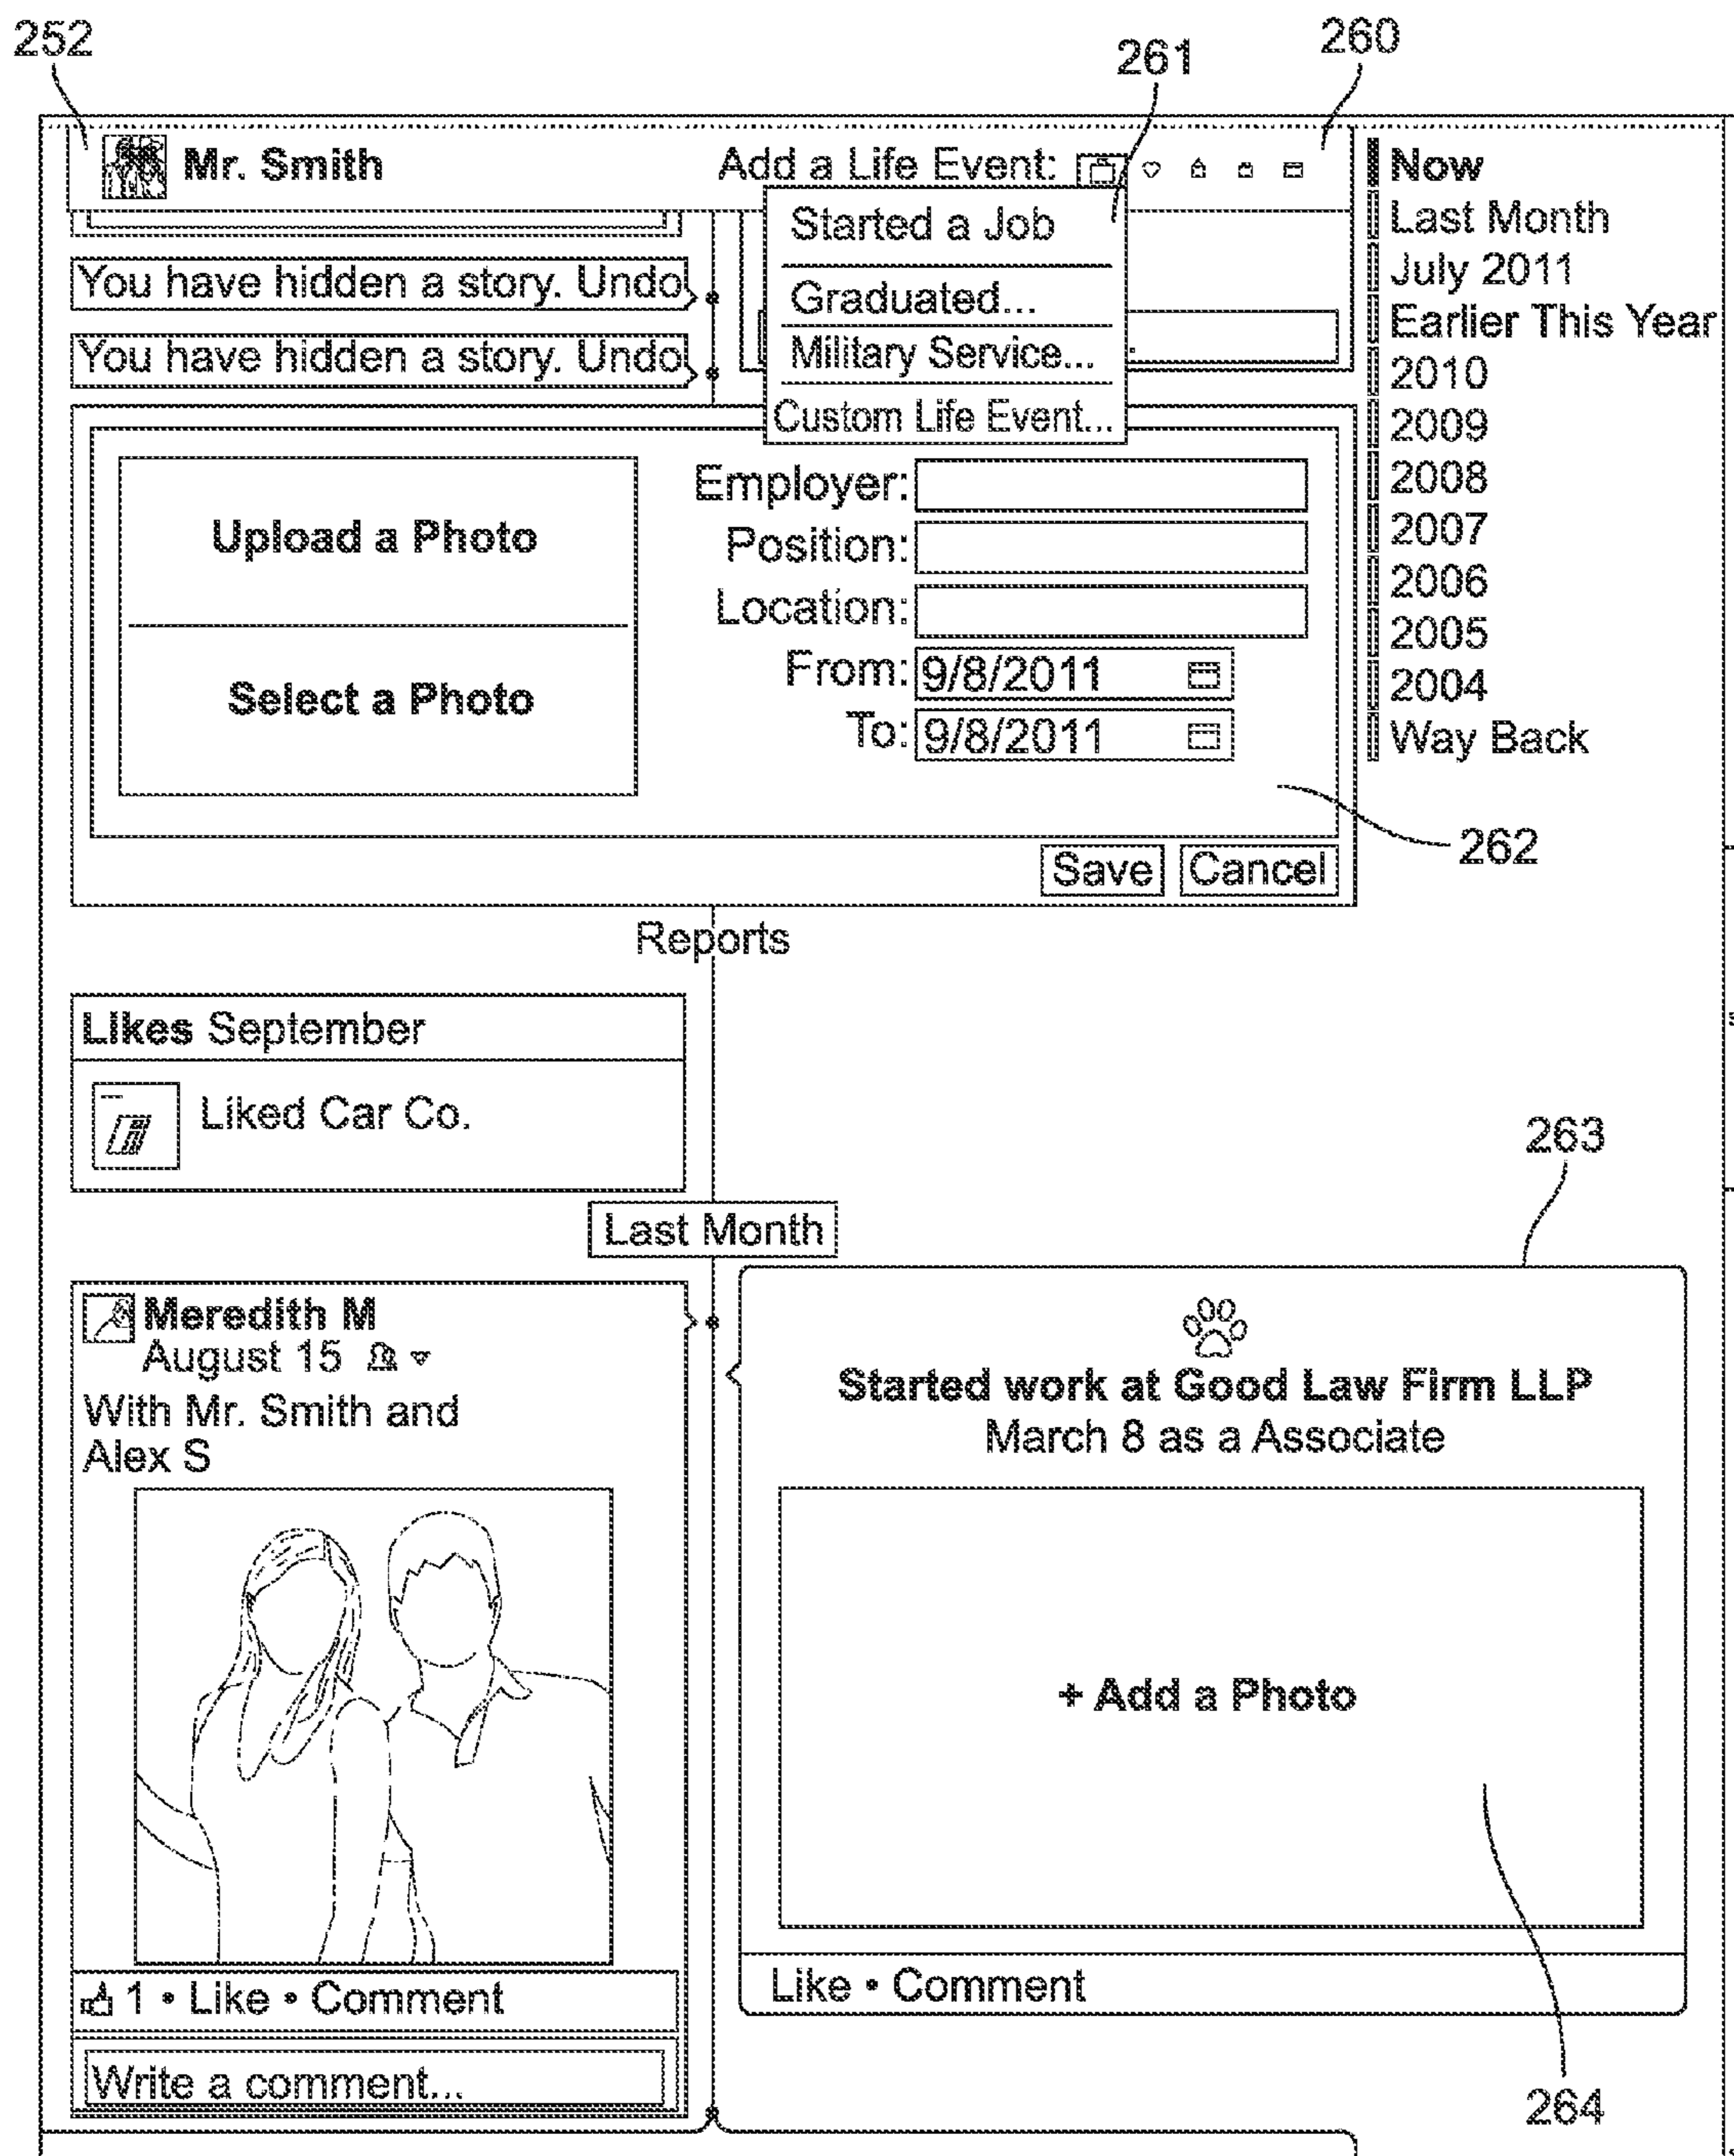 252
261
260
Mr. Smith
Add a Life Event:
Started a Job
Graduated...
Military Service...
Custom Life Event...
Now
Last Month
July 2011
Earlier This Year
2010
2009
2008
2007
2006
2005
2004
Way Back
You have hidden a story. Undo
You have hidden a story. Undo
Upload a Photo
Select a Photo
Employer:
Position:
Location:
From: 9/8/2011
To: 9/8/2011
262
Save Cancel
Reports
Likes September
Liked Car Co.
263
Last Month
Meredith M
August 15
With Mr. Smith and
Alex S
1 • Like • Comment
Write a comment...
Started work at Good Law Firm LLP
March 8 as a Associate
+ Add a Photo
Like • Comment
264